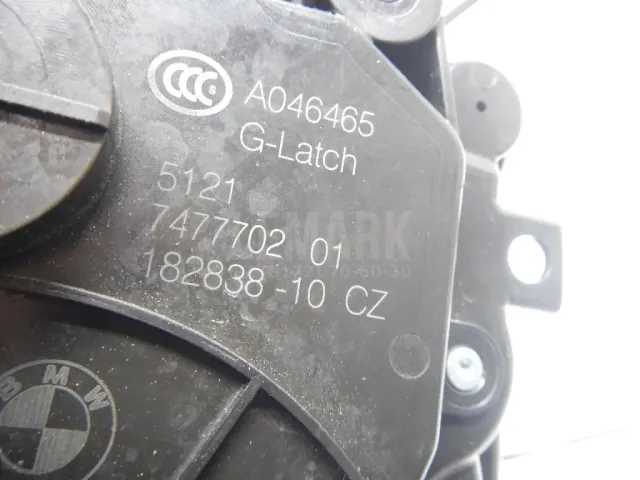 CCC S
A046465
G-Latch
5121
7477702 01
182838-10 CZ
BMW